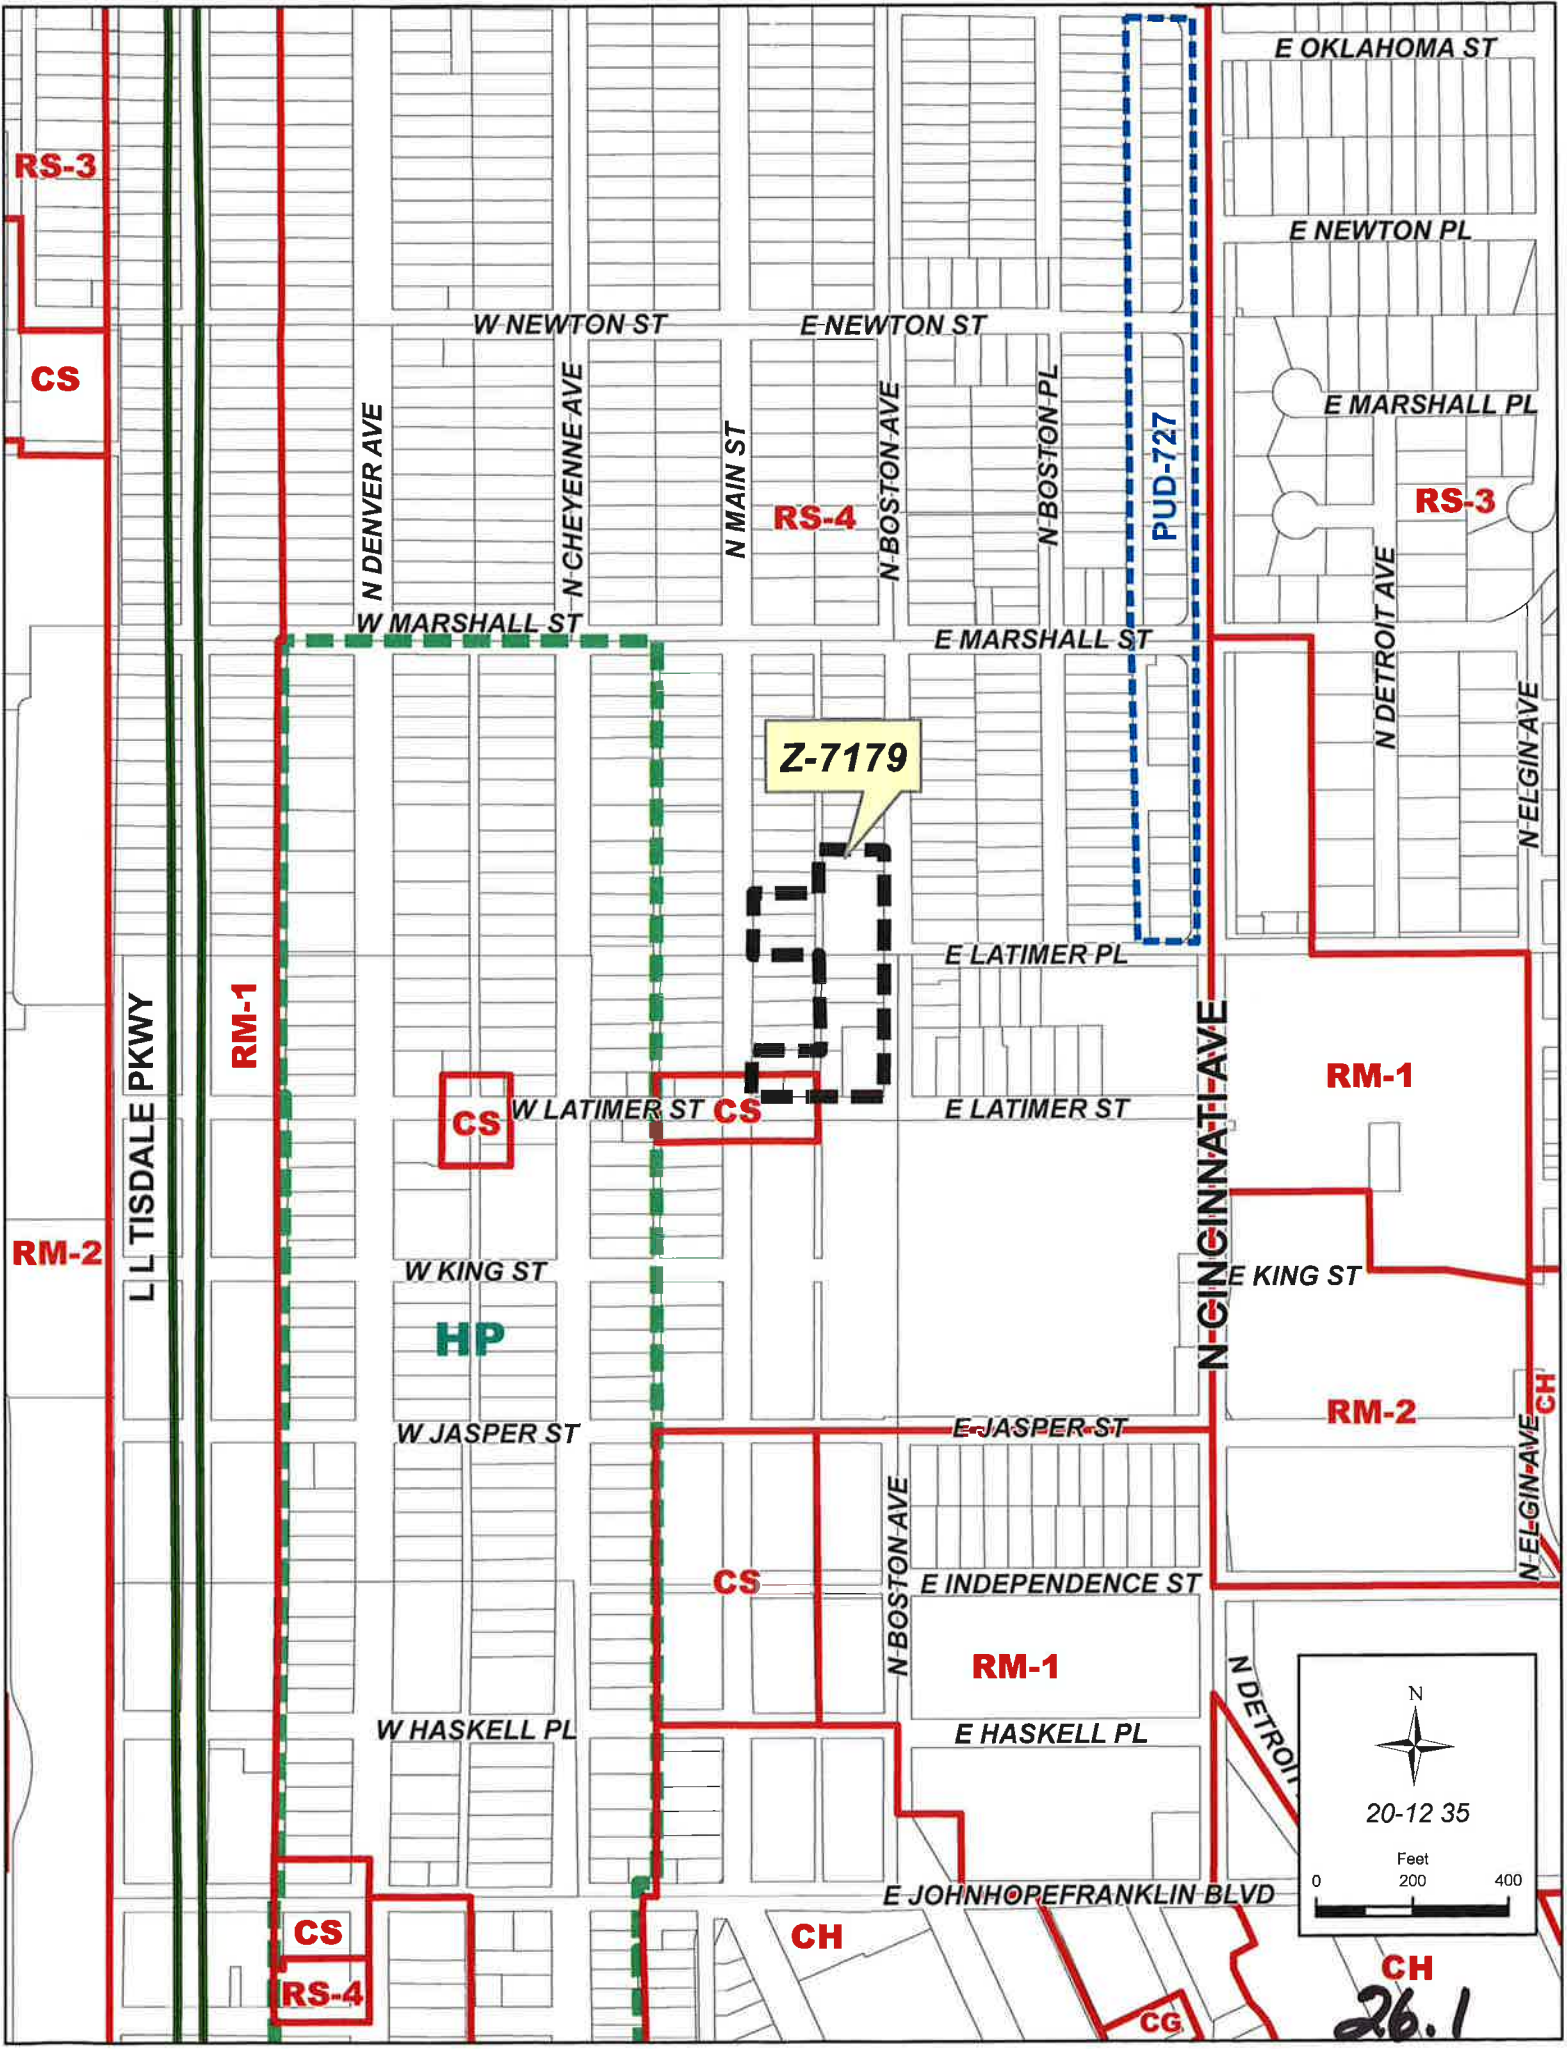 E OKLAHOMA ST
RS-3
E NEWTON PL
W NEWTON ST
E NEWTON ST
CS
E MARSHALL PL
N DENVER AVE
N CHEYENNE AVE
N MAIN ST
N BOSTON AVE
N BOSTON PL
PUD-727
RS-4
RS-3
N DETROIT AVE
W MARSHALL ST
E MARSHALL ST
N ELGIN AVE
Z-7179
E LATIMER PL
L L TISDALE PKWY
RM-1
N CINCINNATI AVE
RM-1
CS
W LATIMER ST
CS
E LATIMER ST
RM-2
W KING ST
E KING ST
HP
CH
RM-2
W JASPER ST
E JASPER ST
N BOSTON AVE
N ELGIN AVE
CS
E INDEPENDENCE ST
RM-1
N DETROIT
W HASKELL PL
E HASKELL PL
N
20-12 35
Feet
0 200 400
E JOHNHOPEFRANKLIN BLVD
CS
CH
CH
RS-4
CG
26.1